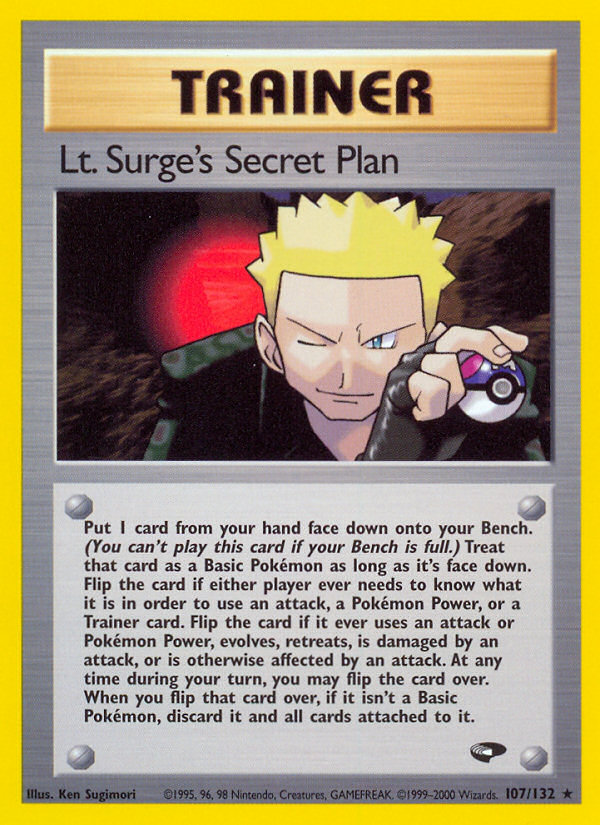 TRAINER
Lt. Surge's Secret Plan
Put 1 card from your hand face down onto your Bench.
(You can't play this card if your Bench is full.) Treat
that card as a Basic Pokémon as long as it's face down.
Flip the card if either player ever needs to know what
it is in order to use an attack, a Pokémon Power, or a
Trainer card. Flip the card if it ever uses an attack or
Pokémon Power, evolves, retreats, is damaged by an
attack, or is otherwise affected by an attack. At any
time during your turn, you may flip the card over.
When you flip that card over, if it isn't a Basic
Pokémon, discard it and all cards attached to it.
Illus. Ken Sugimori ©1995, 96, 98 Nintendo, Creatures, GAMEFREAK. ©1999–2000 Wizards. 107/132 ★